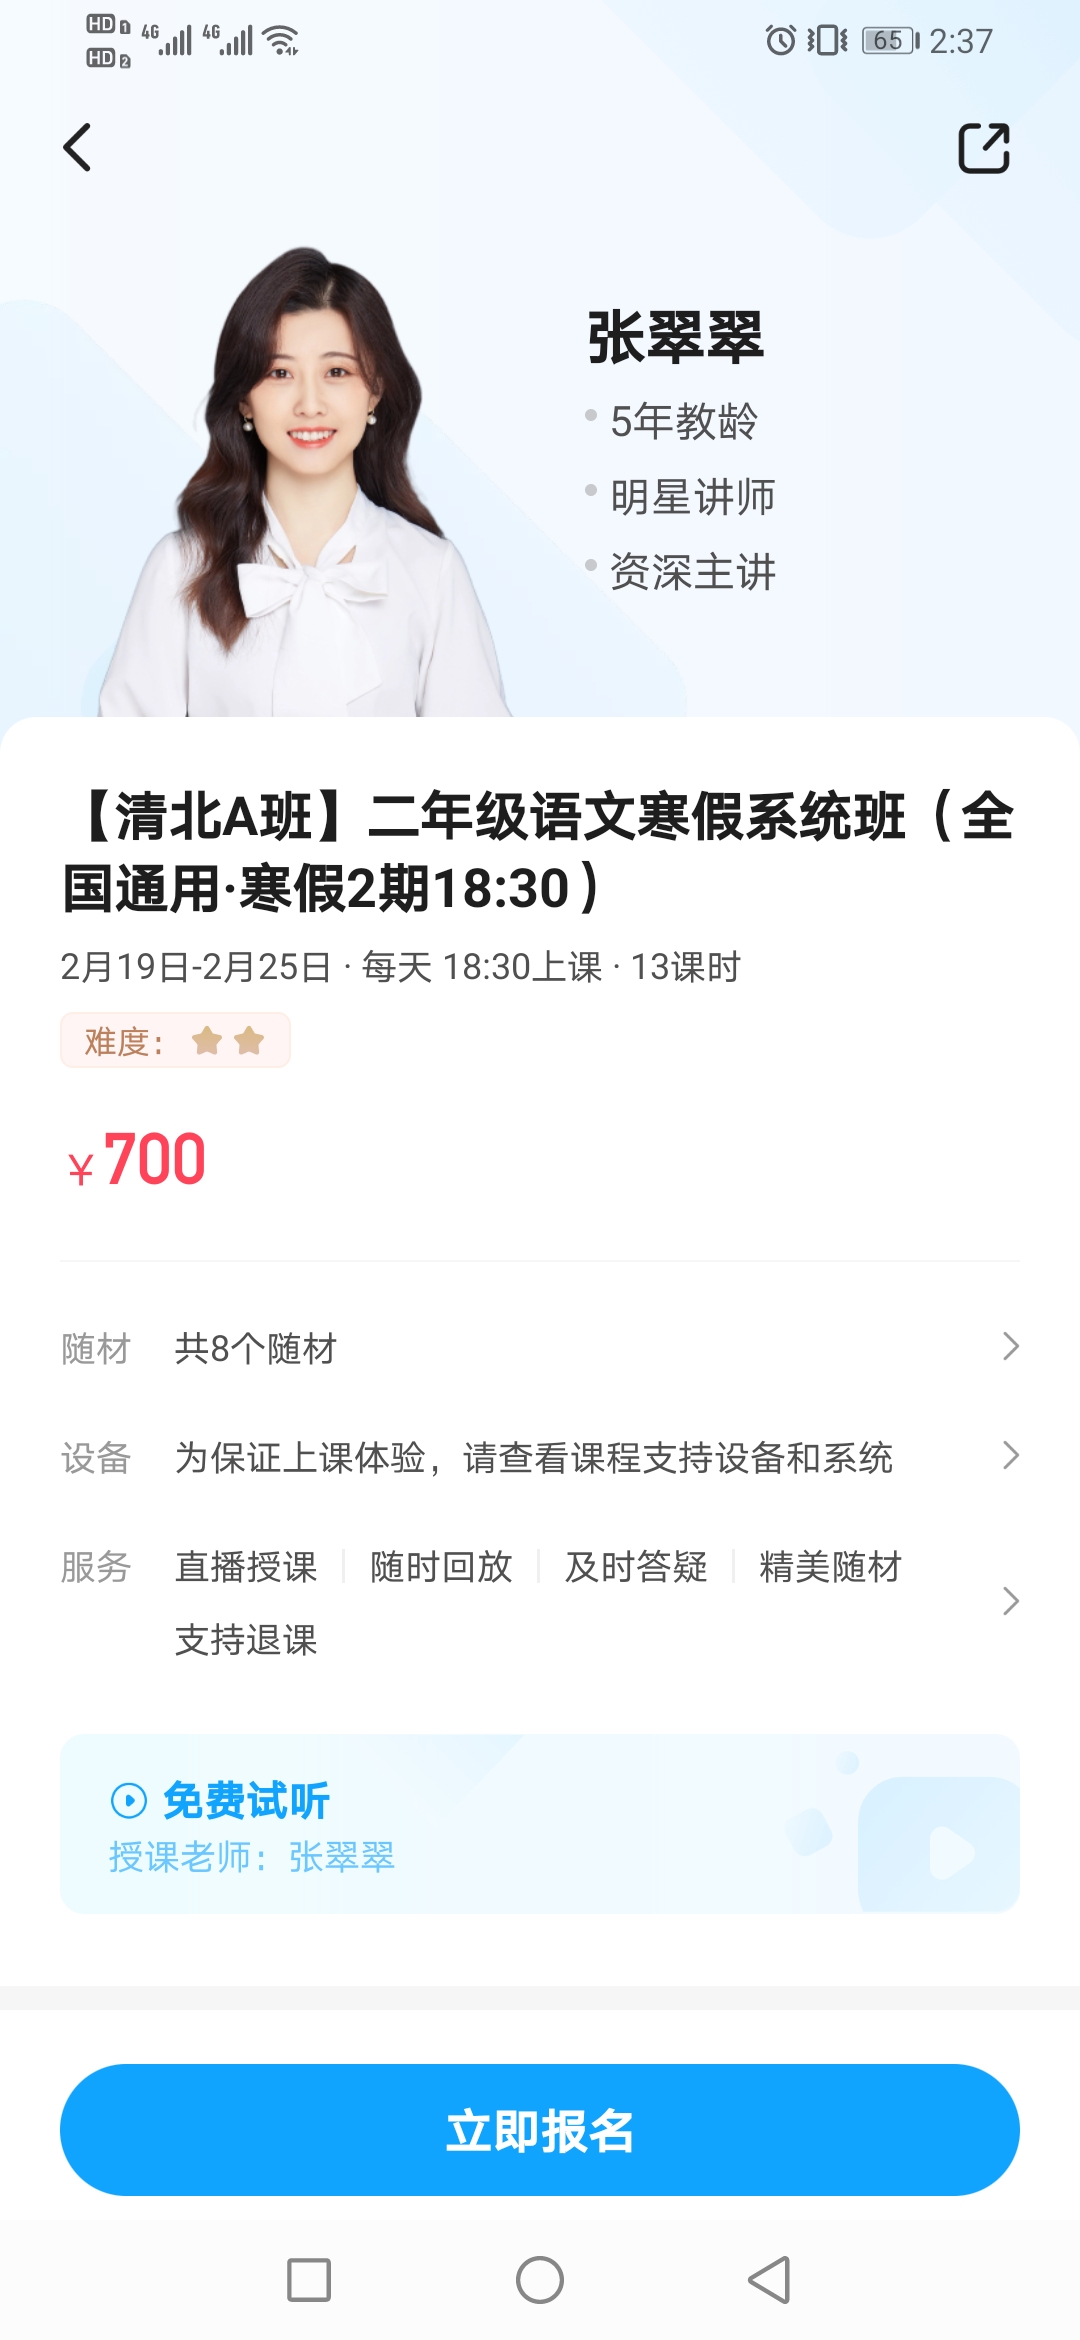 HD 1 4G 4G
HD 2
65 2:37
张翠翠
5年教龄
明星讲师
资深主讲
【清北A班】二年级语文寒假系统班（全
国通用·寒假2期18:30）
2月19日-2月25日 · 每天 18:30上课 · 13课时
难度：
¥700
随材 共8个随材
设备 为保证上课体验，请查看课程支持设备和系统
服务 直播授课 随时回放 及时答疑 精美随材
支持退课
免费试听
授课老师：张翠翠
立即报名